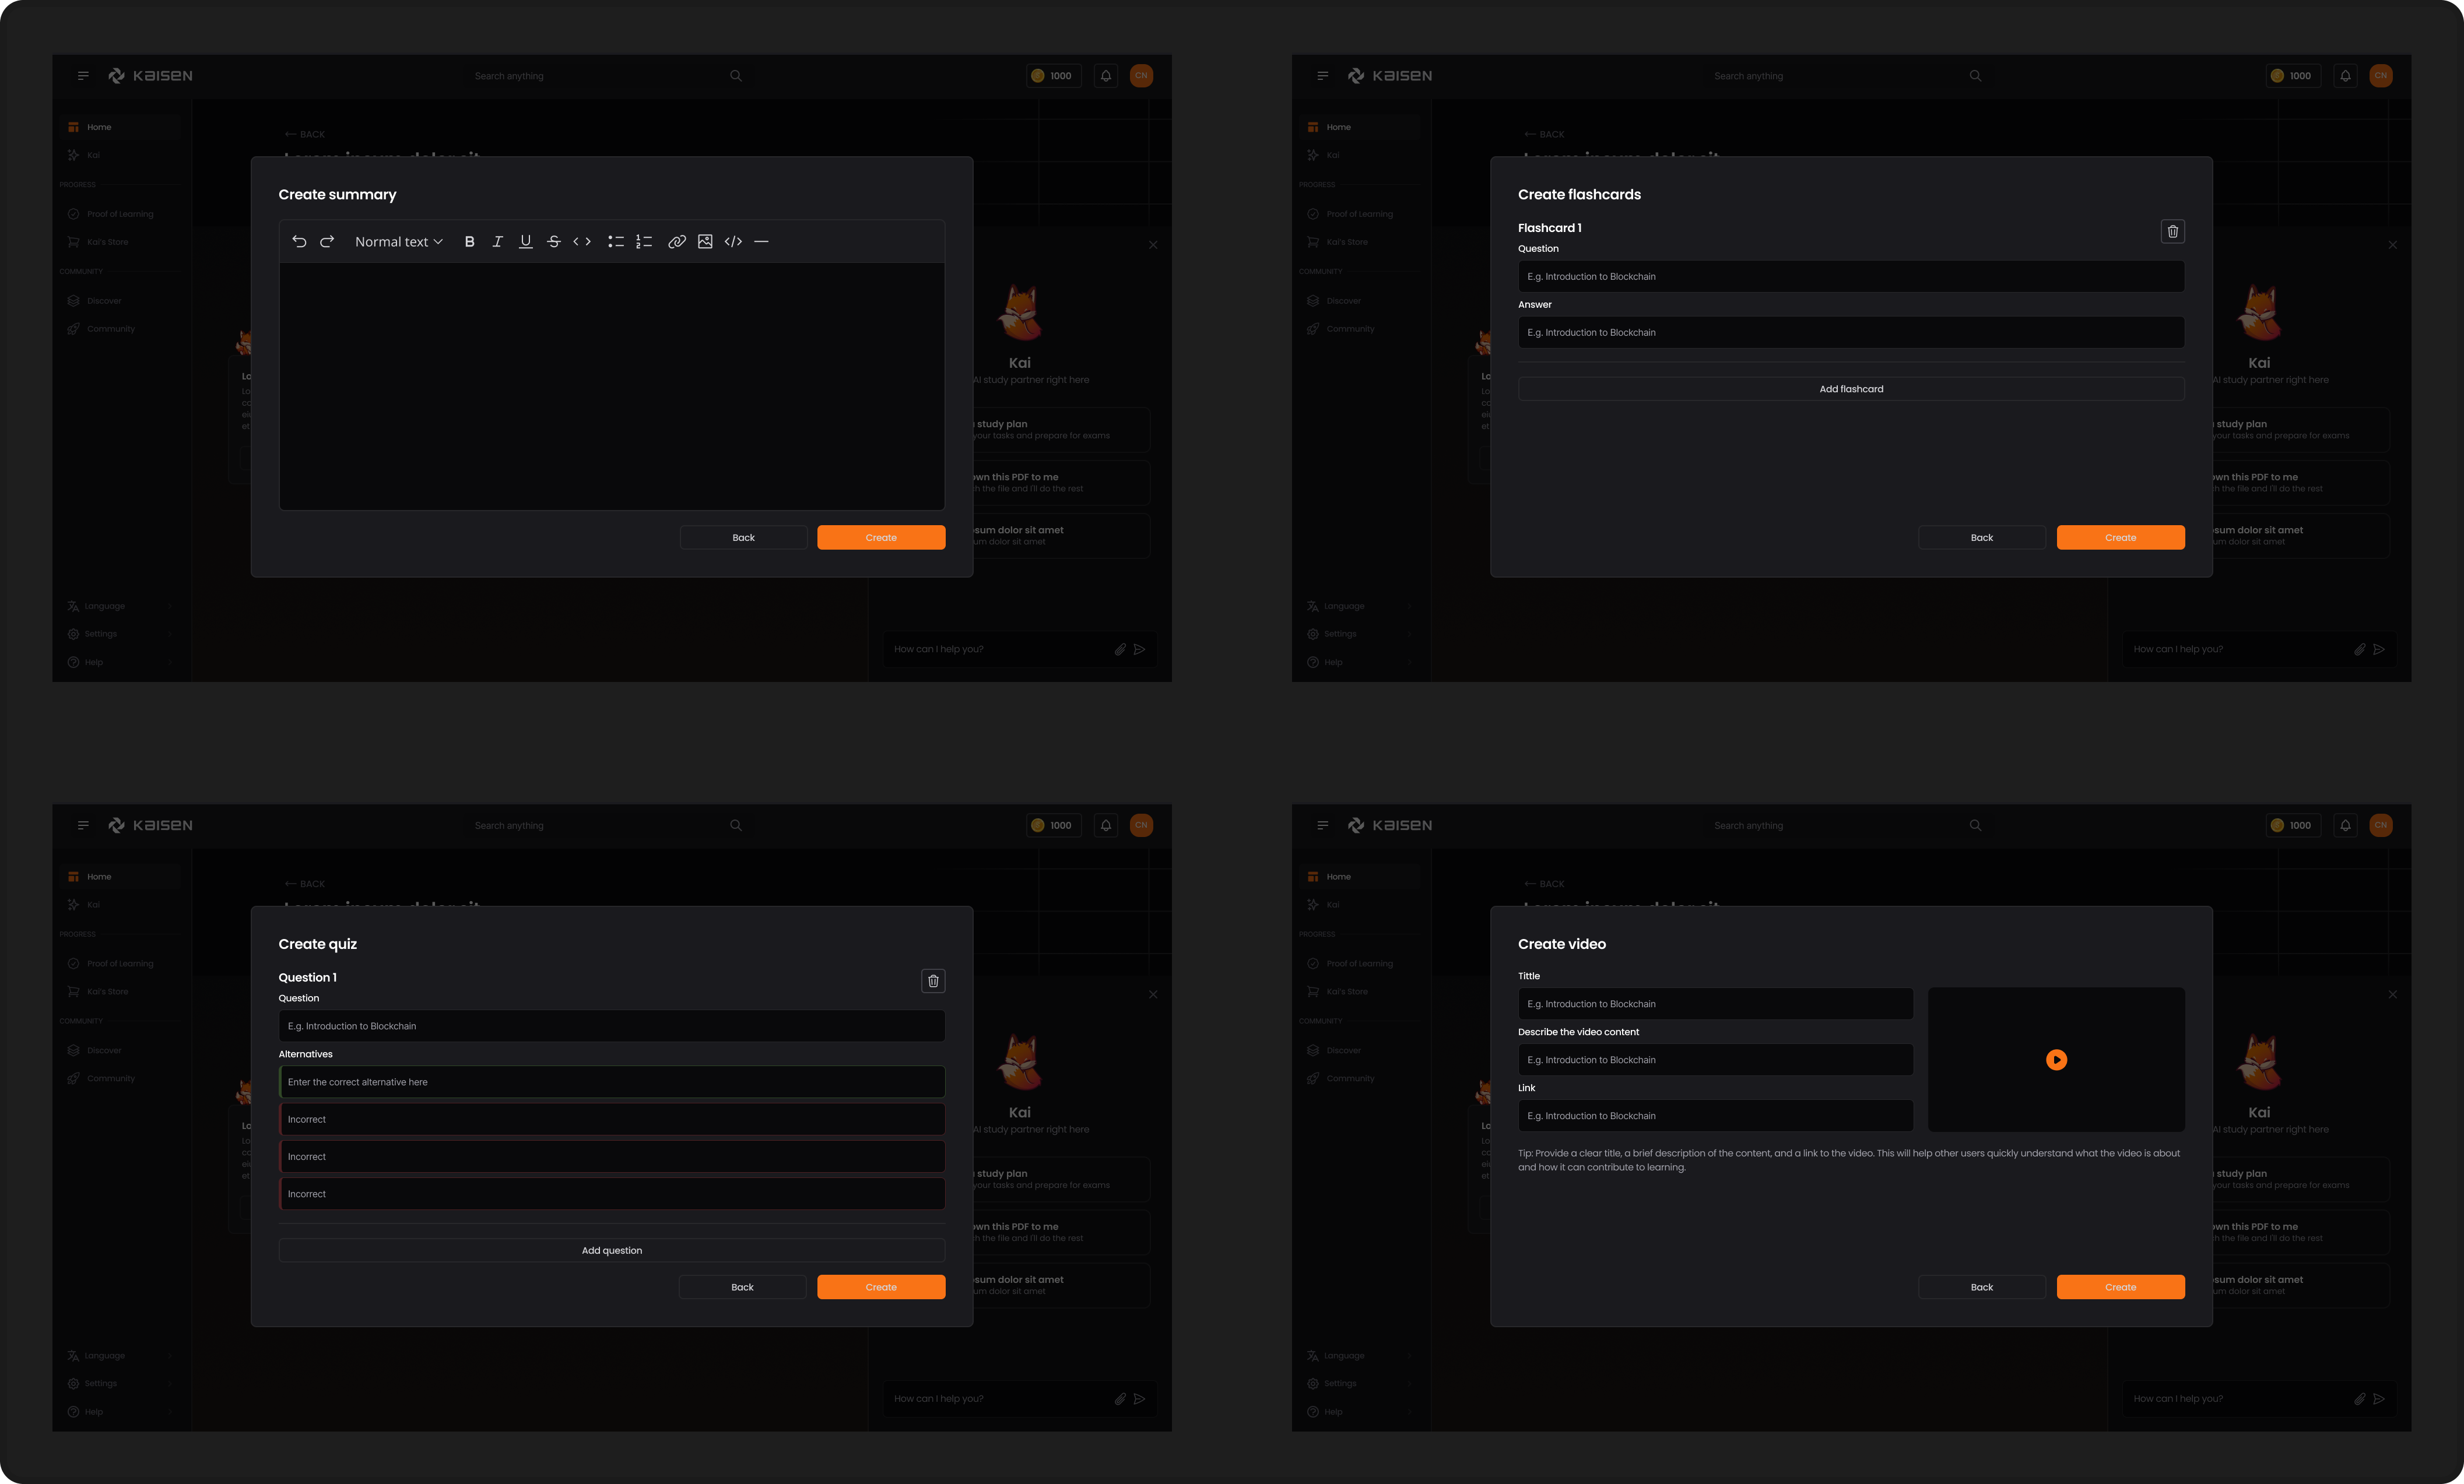 KAISEN
Search anything
1000
CN
Home
Kai
PROGRESS
Proof of Learning
Kai's Store
COMMUNITY
Discover
Community
Language
Settings
Help
BACK
Create summary
Normal text
Back
Create
Kai
AI study partner right here
study plan
your tasks and prepare for exams
own this PDF to me
h the file and I'll do the rest
sum dolor sit amet
um dolor sit amet
How can I help you?
KAISEN
Search anything
1000
CN
Home
Kai
PROGRESS
Proof of Learning
Kai's Store
COMMUNITY
Discover
Community
Language
Settings
Help
BACK
Create flashcards
Flashcard 1
Question
E.g. Introduction to Blockchain
Answer
E.g. Introduction to Blockchain
Add flashcard
Back
Create
Kai
AI study partner right here
study plan
your tasks and prepare for exams
own this PDF to me
h the file and I'll do the rest
sum dolor sit amet
um dolor sit amet
How can I help you?
KAISEN
Search anything
1000
CN
Home
Kai
PROGRESS
Proof of Learning
Kai's Store
COMMUNITY
Discover
Community
Language
Settings
Help
BACK
Create quiz
Question 1
Question
E.g. Introduction to Blockchain
Alternatives
Enter the correct alternative here
Incorrect
Incorrect
Incorrect
Add question
Back
Create
Kai
AI study partner right here
study plan
your tasks and prepare for exams
own this PDF to me
h the file and I'll do the rest
sum dolor sit amet
um dolor sit amet
How can I help you?
KAISEN
Search anything
1000
CN
Home
Kai
PROGRESS
Proof of Learning
Kai's Store
COMMUNITY
Discover
Community
Language
Settings
Help
BACK
Create video
Tittle
E.g. Introduction to Blockchain
Describe the video content
E.g. Introduction to Blockchain
Link
E.g. Introduction to Blockchain
Tip: Provide a clear title, a brief description of the content, and a link to the video. This will help other users quickly understand what the video is about
and how it can contribute to learning.
Back
Create
Kai
AI study partner right here
study plan
your tasks and prepare for exams
own this PDF to me
h the file and I'll do the rest
sum dolor sit amet
um dolor sit amet
How can I help you?